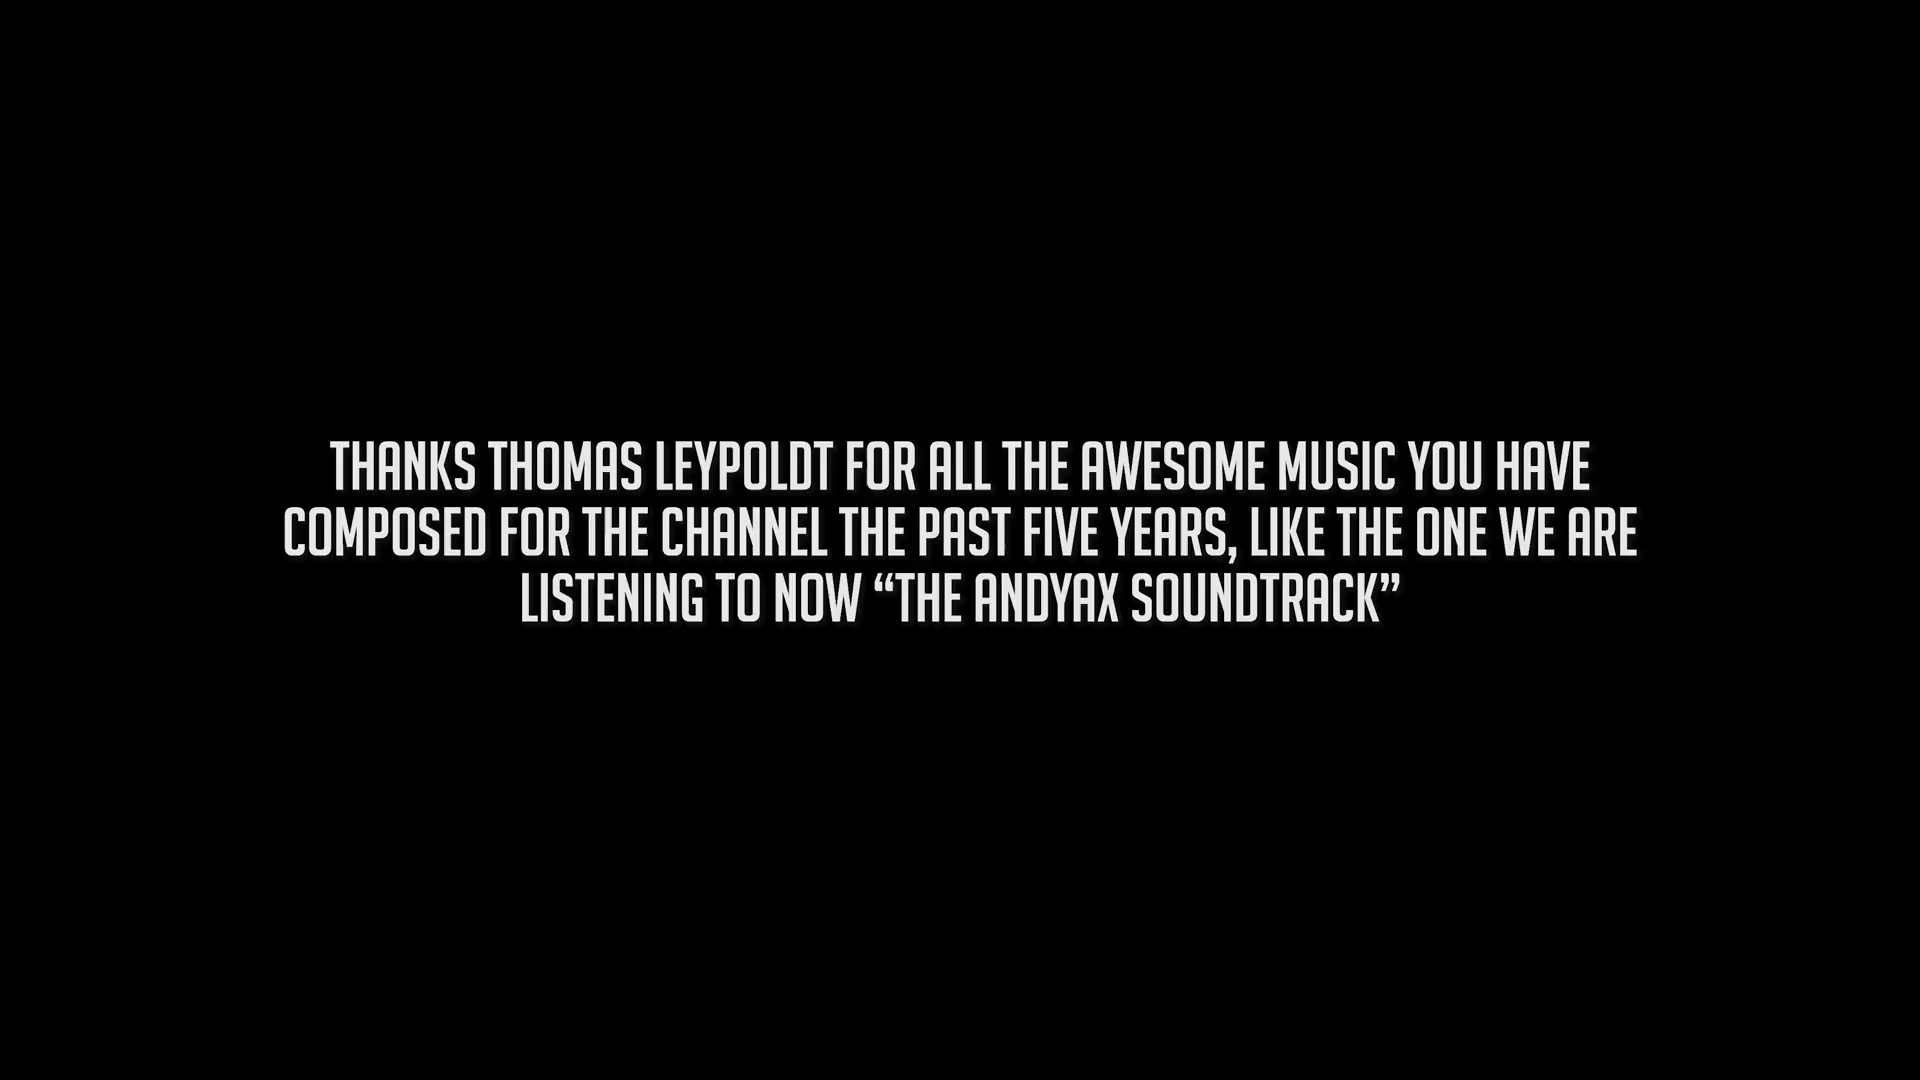 THANKS THOMAS LEYPOLDT FOR ALL THE AWESOME MUSIC YOU HAVE
COMPOSED FOR THE CHANNEL THE PAST FIVE YEARS, LIKE THE ONE WE ARE
LISTENING TO NOW “THE ANDYAX SOUNDTRACK”